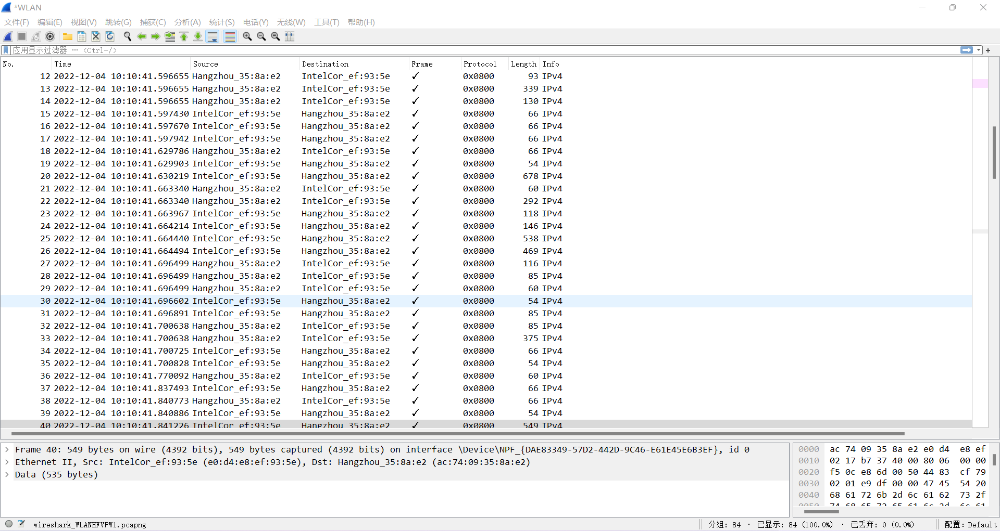 *WLAN
文件(F) 编辑(E) 视图(V) 跳转(G) 捕获(C) 分析(A) 统计(S) 电话(Y) 无线(W) 工具(T) 帮助(H)
应用显示过滤器 … <Ctrl-/>
No. Time Source Destination Frame Protocol Length Info
12 2022-12-04 10:10:41.596655 Hangzhou_35:8a:e2 IntelCor_ef:93:5e ✓ 0x0800 93 IPv4
13 2022-12-04 10:10:41.596655 Hangzhou_35:8a:e2 IntelCor_ef:93:5e ✓ 0x0800 339 IPv4
14 2022-12-04 10:10:41.596655 Hangzhou_35:8a:e2 IntelCor_ef:93:5e ✓ 0x0800 130 IPv4
15 2022-12-04 10:10:41.597430 IntelCor_ef:93:5e Hangzhou_35:8a:e2 ✓ 0x0800 66 IPv4
16 2022-12-04 10:10:41.597670 IntelCor_ef:93:5e Hangzhou_35:8a:e2 ✓ 0x0800 66 IPv4
17 2022-12-04 10:10:41.597942 IntelCor_ef:93:5e Hangzhou_35:8a:e2 ✓ 0x0800 66 IPv4
18 2022-12-04 10:10:41.629786 Hangzhou_35:8a:e2 IntelCor_ef:93:5e ✓ 0x0800 66 IPv4
19 2022-12-04 10:10:41.629903 IntelCor_ef:93:5e Hangzhou_35:8a:e2 ✓ 0x0800 54 IPv4
20 2022-12-04 10:10:41.630219 IntelCor_ef:93:5e Hangzhou_35:8a:e2 ✓ 0x0800 678 IPv4
21 2022-12-04 10:10:41.663340 Hangzhou_35:8a:e2 IntelCor_ef:93:5e ✓ 0x0800 60 IPv4
22 2022-12-04 10:10:41.663340 Hangzhou_35:8a:e2 IntelCor_ef:93:5e ✓ 0x0800 292 IPv4
23 2022-12-04 10:10:41.663967 IntelCor_ef:93:5e Hangzhou_35:8a:e2 ✓ 0x0800 118 IPv4
24 2022-12-04 10:10:41.664214 IntelCor_ef:93:5e Hangzhou_35:8a:e2 ✓ 0x0800 146 IPv4
25 2022-12-04 10:10:41.664440 IntelCor_ef:93:5e Hangzhou_35:8a:e2 ✓ 0x0800 538 IPv4
26 2022-12-04 10:10:41.664494 IntelCor_ef:93:5e Hangzhou_35:8a:e2 ✓ 0x0800 469 IPv4
27 2022-12-04 10:10:41.696499 Hangzhou_35:8a:e2 IntelCor_ef:93:5e ✓ 0x0800 116 IPv4
28 2022-12-04 10:10:41.696499 Hangzhou_35:8a:e2 IntelCor_ef:93:5e ✓ 0x0800 85 IPv4
29 2022-12-04 10:10:41.696499 Hangzhou_35:8a:e2 IntelCor_ef:93:5e ✓ 0x0800 60 IPv4
30 2022-12-04 10:10:41.696602 IntelCor_ef:93:5e Hangzhou_35:8a:e2 ✓ 0x0800 54 IPv4
31 2022-12-04 10:10:41.696891 IntelCor_ef:93:5e Hangzhou_35:8a:e2 ✓ 0x0800 85 IPv4
32 2022-12-04 10:10:41.700638 Hangzhou_35:8a:e2 IntelCor_ef:93:5e ✓ 0x0800 85 IPv4
33 2022-12-04 10:10:41.700638 Hangzhou_35:8a:e2 IntelCor_ef:93:5e ✓ 0x0800 375 IPv4
34 2022-12-04 10:10:41.700725 IntelCor_ef:93:5e Hangzhou_35:8a:e2 ✓ 0x0800 66 IPv4
35 2022-12-04 10:10:41.700828 IntelCor_ef:93:5e Hangzhou_35:8a:e2 ✓ 0x0800 54 IPv4
36 2022-12-04 10:10:41.770092 Hangzhou_35:8a:e2 IntelCor_ef:93:5e ✓ 0x0800 60 IPv4
37 2022-12-04 10:10:41.837493 IntelCor_ef:93:5e Hangzhou_35:8a:e2 ✓ 0x0800 66 IPv4
38 2022-12-04 10:10:41.840773 Hangzhou_35:8a:e2 IntelCor_ef:93:5e ✓ 0x0800 66 IPv4
39 2022-12-04 10:10:41.840886 IntelCor_ef:93:5e Hangzhou_35:8a:e2 ✓ 0x0800 54 IPv4
40 2022-12-04 10:10:41.841226 IntelCor_ef:93:5e Hangzhou_35:8a:e2 ✓ 0x0800 549 IPv4
Frame 40: 549 bytes on wire (4392 bits), 549 bytes captured (4392 bits) on interface \Device\NPF_{DAE83349-57D2-442D-9C46-E61E45E6B3EF}, id 0
Ethernet II, Src: IntelCor_ef:93:5e (e0:d4:e8:ef:93:5e), Dst: Hangzhou_35:8a:e2 (ac:74:09:35:8a:e2)
Data (535 bytes)
0000 ac 74 09 35 8a e2 e0 d4 e8 ef
0010 02 17 b7 37 40 00 80 06 00 00
0020 f5 0c e8 6d 00 50 44 83 cf 79
0030 02 01 e9 df 00 00 47 45 54 20
0040 68 61 72 6b 2d 6c 61 62 73 2f
0050 74 68 65 72 65 61 6c 2d 6c 61
wireshark_WLANHFVPW1.pcapng
分组: 84 · 已显示: 84 (100.0%) · 已丢弃: 0 (0.0%)
配置: Default